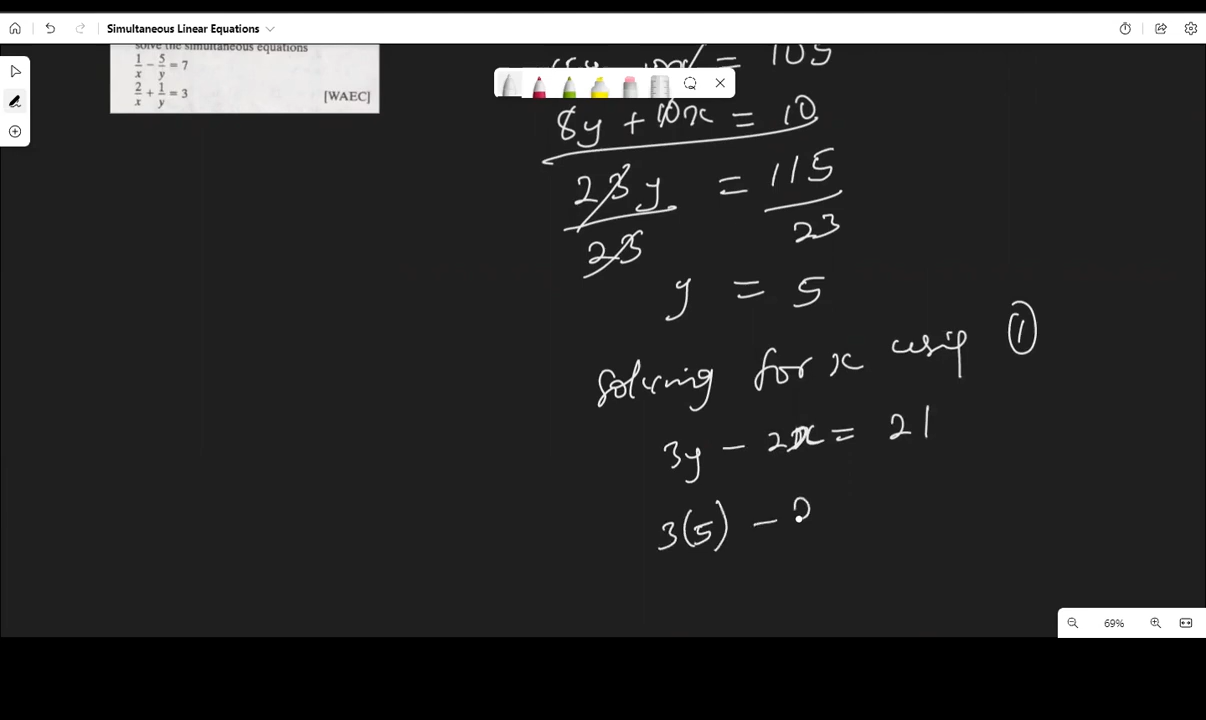 Simultaneous Linear Equations
solve the simultaneous equations
1/x - 5/y = 7
2/x + 1/y = 3
[WAEC]
= 105
8y + 10x = 10
23y/23 = 115/23
y = 5
solving for x using ①
3y - 2x = 21
3(5) - 2
69%